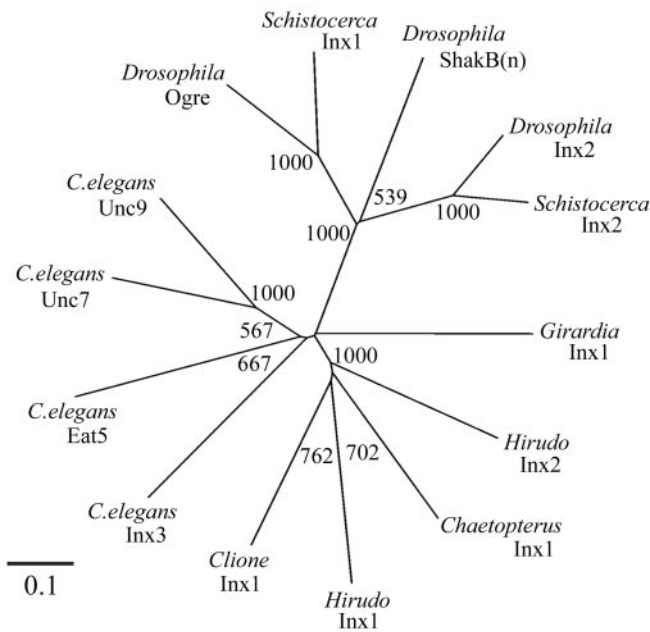 Schistocerca
Inx1
Drosophila
ShakB(n)
Drosophila
Ogre
Drosophila
Inx2
1000
C.elegans
Unc9
539
1000
Schistocerca
Inx2
1000
C.elegans
Unc7
1000
567
Girardia
Inx1
667
1000
C.elegans
Eat5
Hirudo
Inx2
762
702
C.elegans
Inx3
Chaetopterus
Inx1
Clione
Inx1
0.1
Hirudo
Inx1